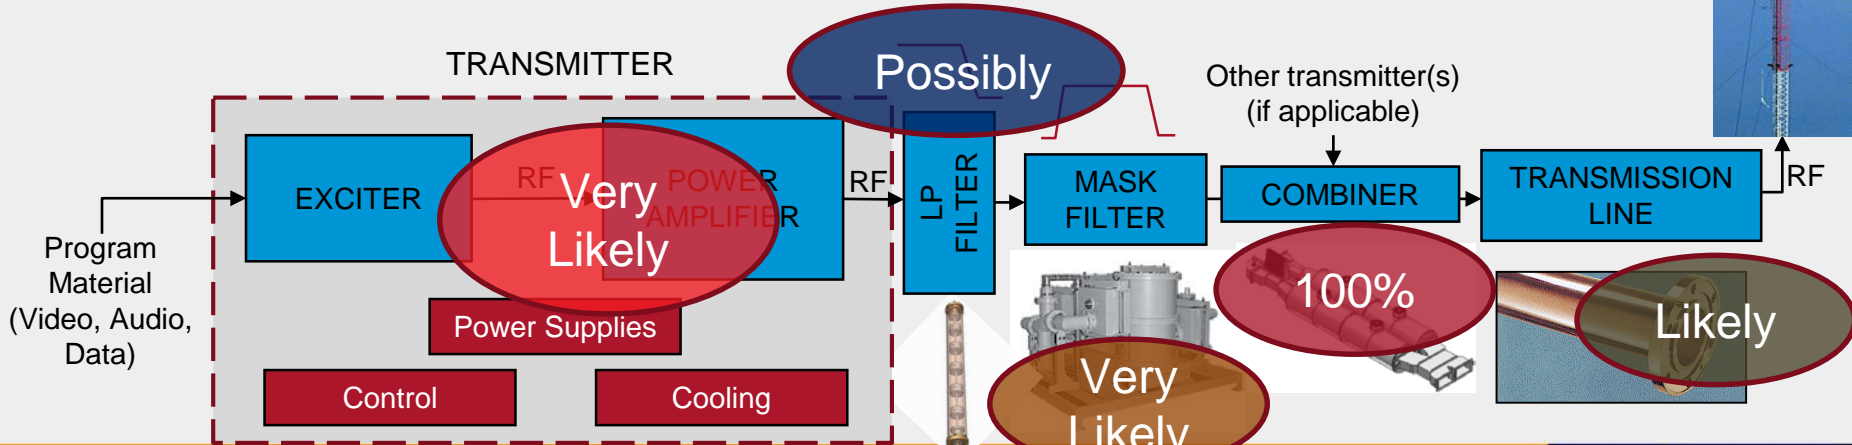 TRANSMITTER
Possibly
Other transmitter(s)
(if applicable)
EXCITER
RF
POWER
AMPLIFIER
Very
Likely
RF
LP
FILTER
MASK
FILTER
COMBINER
TRANSMISSION
LINE
RF
Program
Material
(Video, Audio,
Data)
Power Supplies
Control
Cooling
Very
Likely
100%
Likely